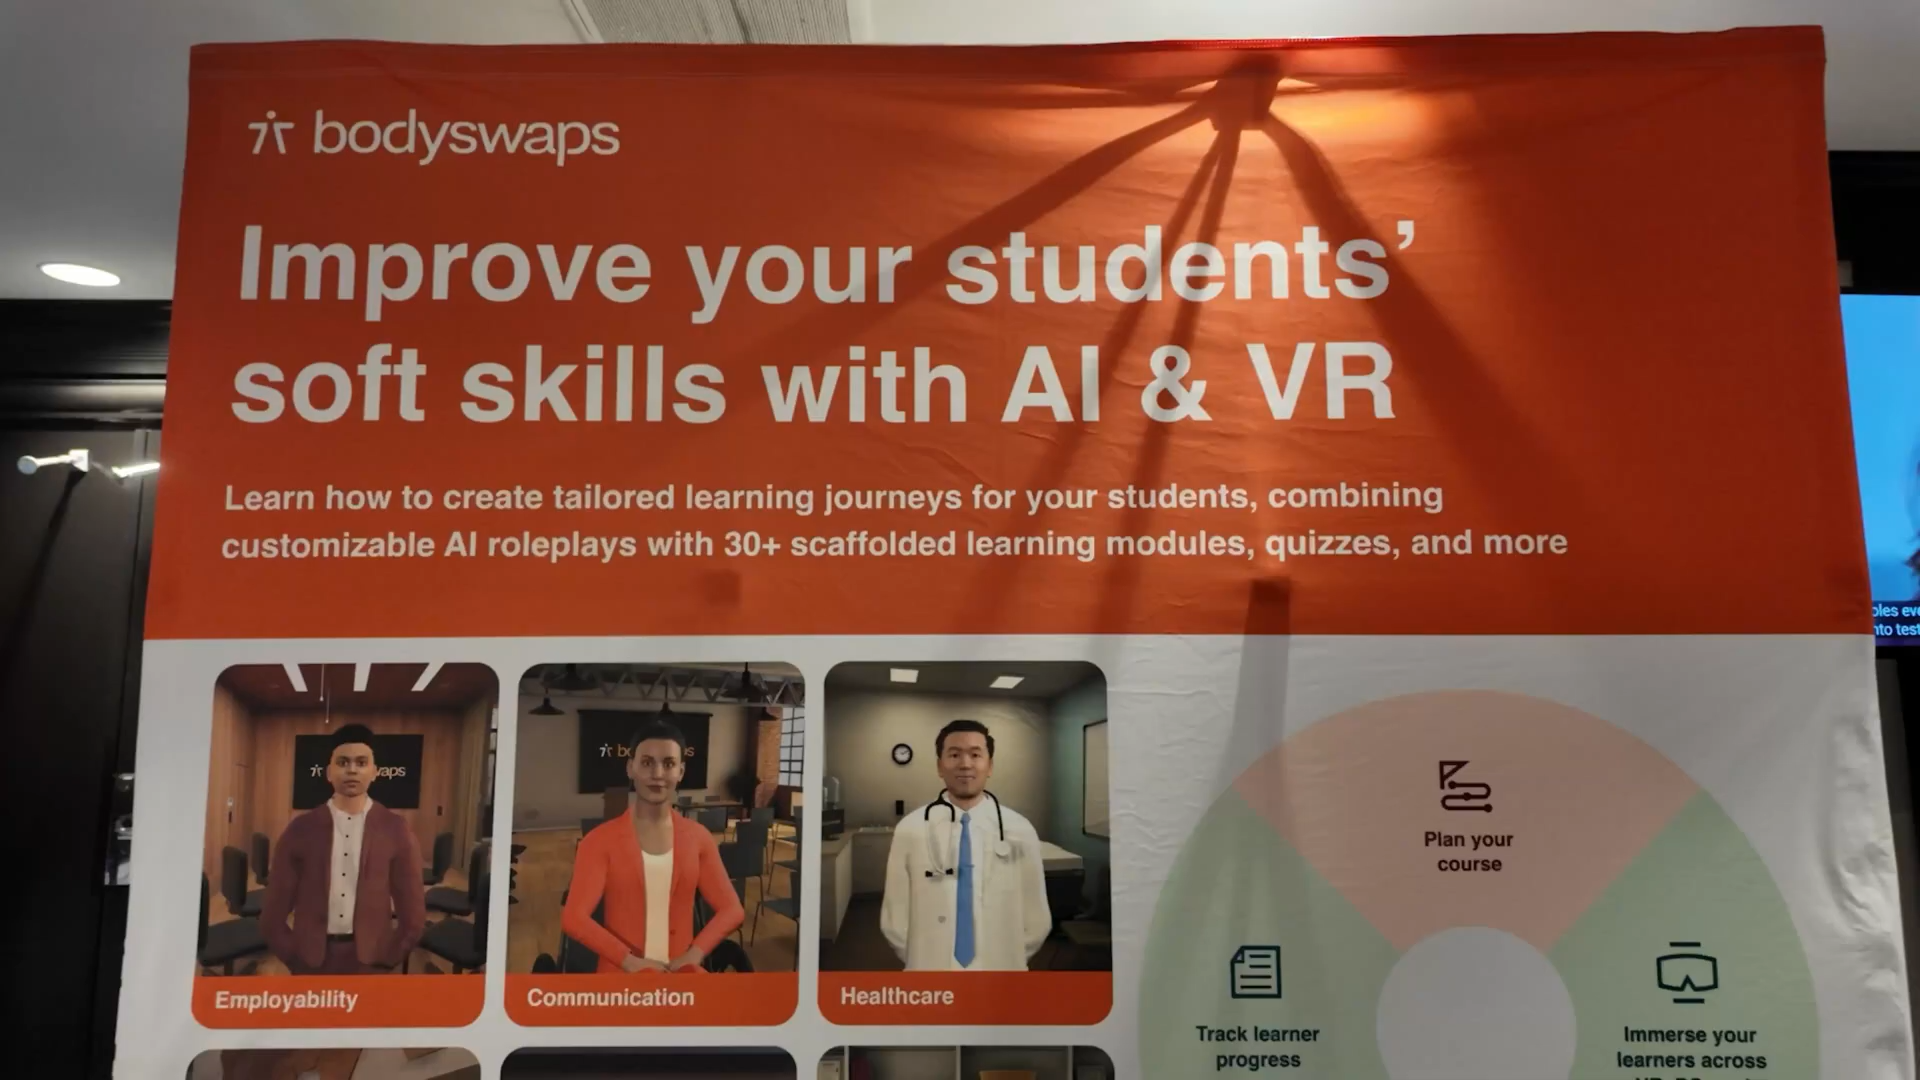 bodyswaps
Improve your students’
soft skills with AI & VR
Learn how to create tailored learning journeys for your students, combining
customizable AI roleplays with 30+ scaffolded learning modules, quizzes, and more
Employability
Communication
Healthcare
Plan your
course
Track learner
progress
Immerse your
learners across